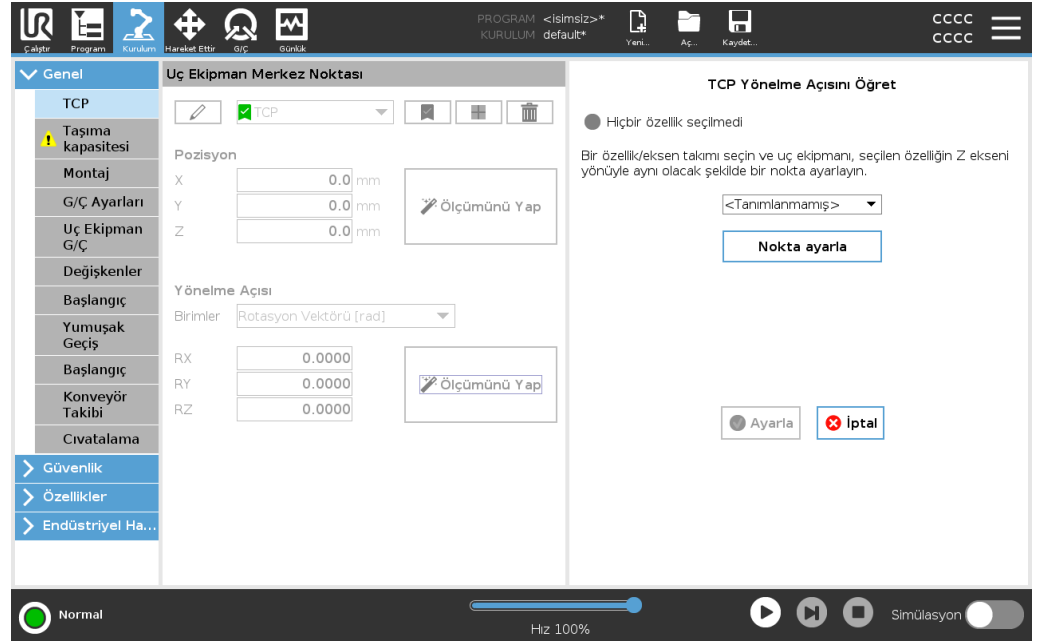 Çalıştır
Program
Kurulum
Hareket Ettir
G/Ç
Günlük
PROGRAM <isimsiz>*
KURULUM default*
Yeni...
Aç...
Kaydet...
cccc
cccc
Genel
TCP
Taşıma
kapasitesi
Montaj
G/Ç Ayarları
Uç Ekipman
G/Ç
Değişkenler
Başlangıç
Yumuşak
Geçiş
Başlangıç
Konveyör
Takibi
Cıvatalama
Güvenlik
Özellikler
Endüstriyel Ha...
Uç Ekipman Merkez Noktası
TCP
Pozisyon
X 0.0 mm
Y 0.0 mm
Z 0.0 mm
Ölçümünü Yap
Yönelme Açısı
Birimler Rotasyon Vektörü [rad]
RX 0.0000
RY 0.0000
RZ 0.0000
Ölçümünü Yap
TCP Yönelme Açısını Öğret
Hiçbir özellik seçilmedi
Bir özellik/eksen takımı seçin ve uç ekipmanı, seçilen özelliğin Z ekseni
yönüyle aynı olacak şekilde bir nokta ayarlayın.
<Tanımlanmamış>
Nokta ayarla
Ayarla
İptal
Normal
Hız 100%
Simülasyon